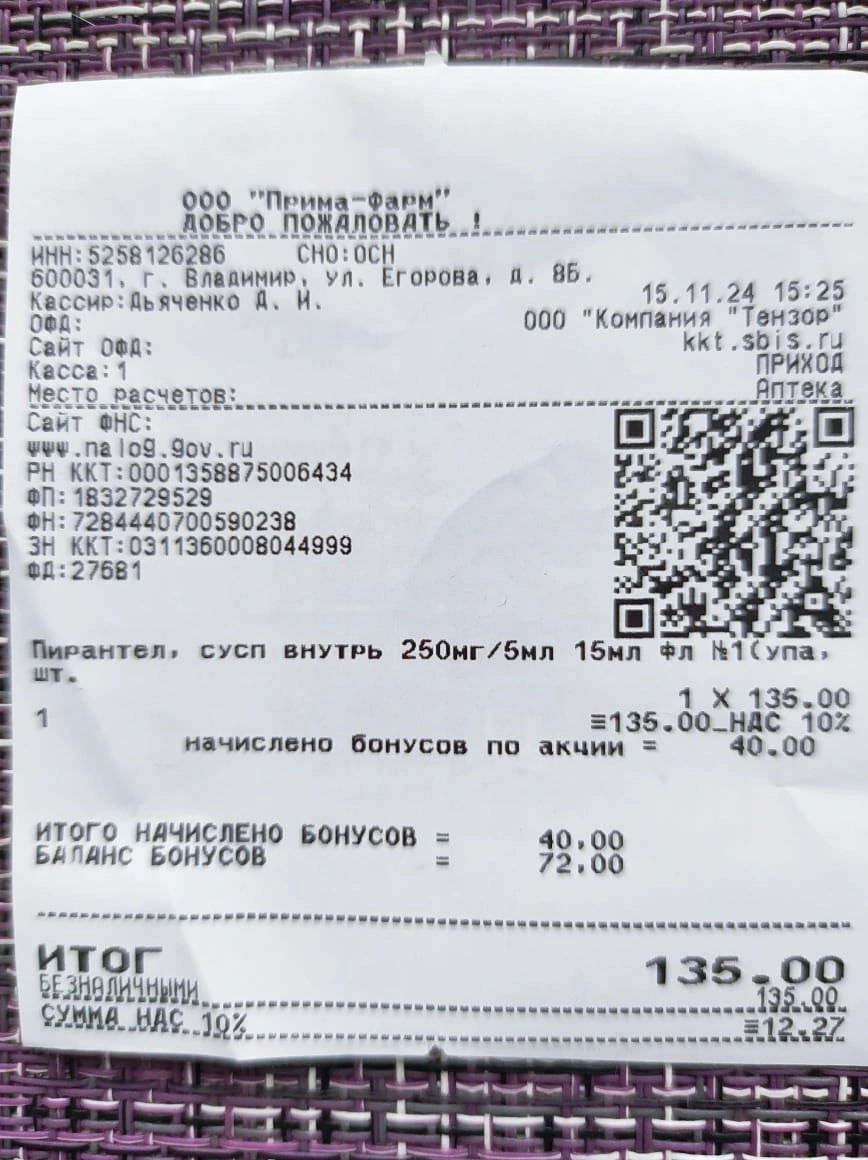 ООО "Прима-Фарм"
ДОБРО ПОЖАЛОВАТЬ !
ИНН:5258126286 СНО:ОСН
600031, г. Владимир, ул. Егорова, д. 8Б.
Кассир:Дьяченко Д. И. 15.11.24 15:25
ОФД: ООО "Компания "Тензор"
Сайт ОФД: kkt.sbis.ru
Касса:1 ПРИХОД
Место расчетов: Аптека
Сайт ФНС:
www.nalog.gov.ru
РН ККТ:0001358875006434
ФП:1832729529
ФН:7284440700590238
ЗН ККТ:0311360008044999
ФД:27681
Пирантел, сусп внутрь 250мг/5мл 15мл фл №1(упа,
шт.
1 X 135.00
1 ≡135.00_НДС 10%
начислено бонусов по акции = 40.00
ИТОГО НАЧИСЛЕНО БОНУСОВ = 40.00
БАЛАНС БОНУСОВ = 72.00
ИТОГ 135.00
БЕЗНАЛИЧНЫМИ 135.00
СУММА НДС 10% ≡12.27